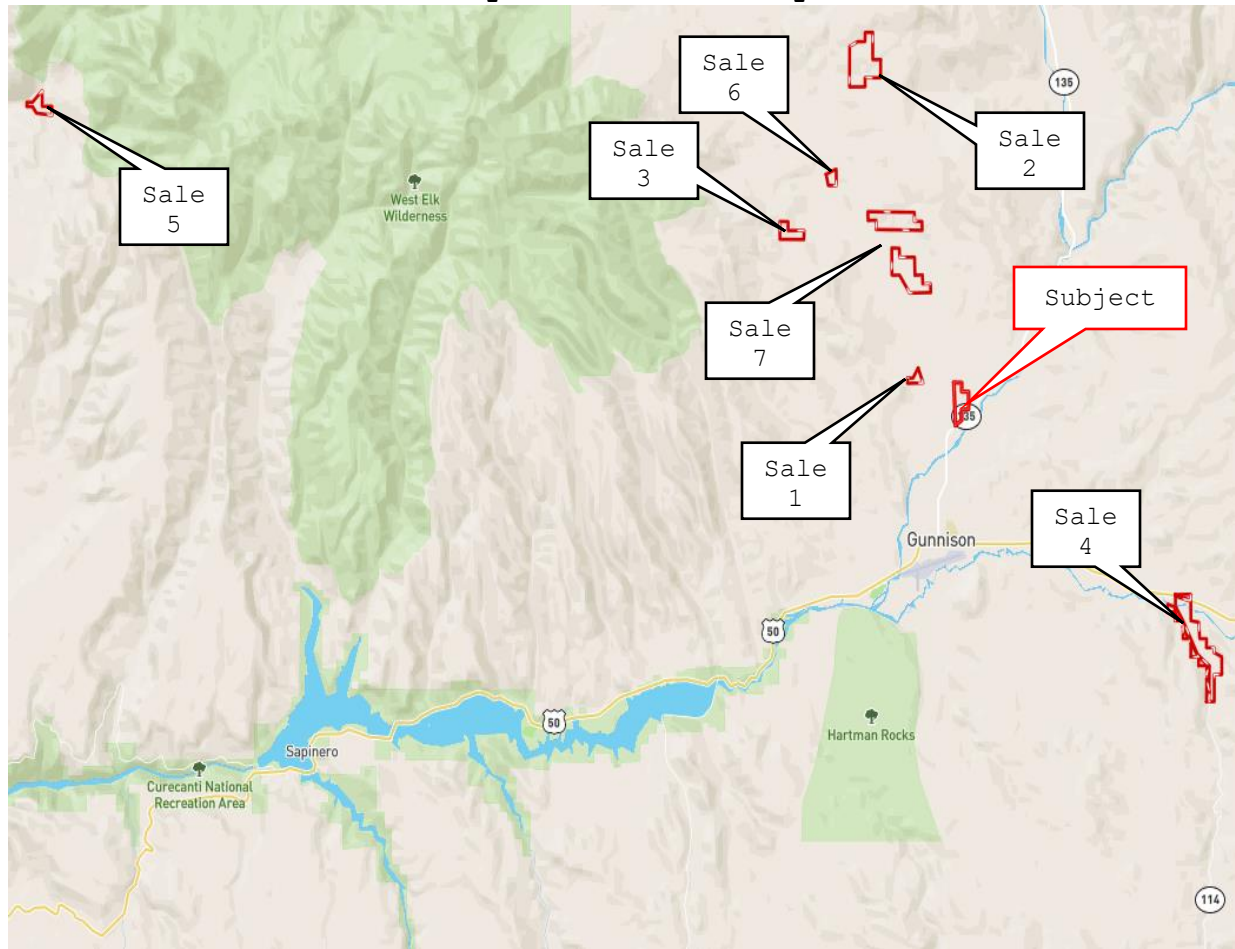 135
Sale
6
Sale
2
Sale
3
Sale
5
West Elk
Wilderness
Subject
Sale
7
135
Sale
1
Sale
4
Gunnison
50
50
Hartman Rocks
Sapinero
Curecanti National
Recreation Area
114